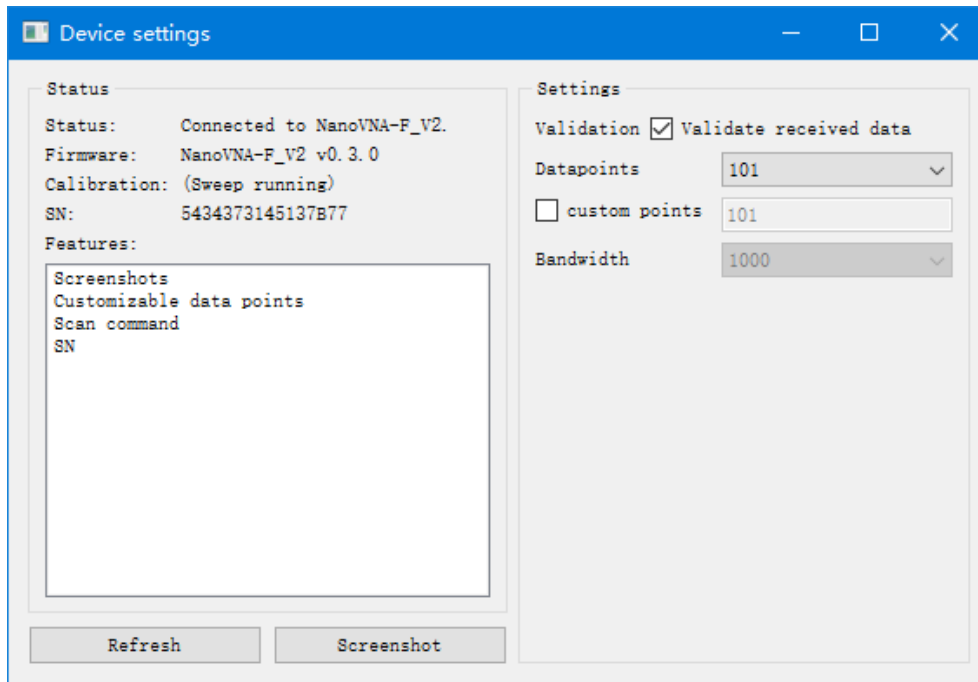 Device settings
Status
Status: Connected to NanoVNA-F_V2.
Firmware: NanoVNA-F_V2 v0.3.0
Calibration: (Sweep running)
SN: 5434373145137B77
Features:
Screenshots
Customizable data points
Scan command
SN
Refresh
Screenshot
Settings
Validation Validate received data
Datapoints 101
custom points 101
Bandwidth 1000